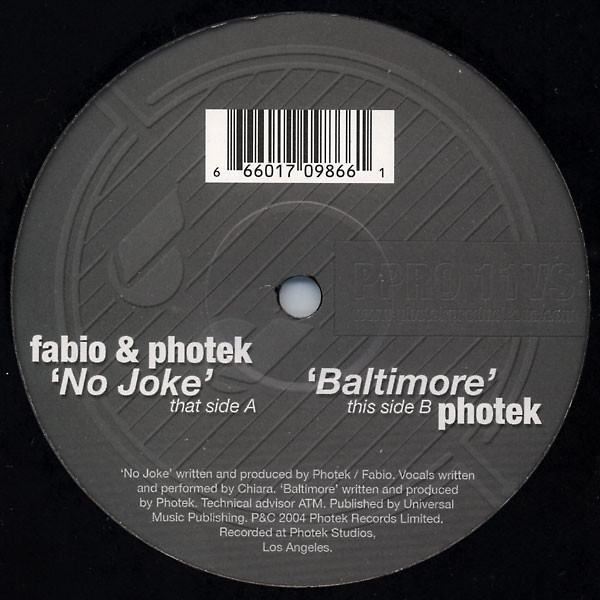 6 66017 09866 1
PPRO 11VS
fabio & photek
'No Joke'
that side A
'Baltimore'
this side B
photek
'No Joke' written and produced by Photek / Fabio. Vocals written
and performed by Chiara. 'Baltimore' written and produced
by Photek. Technical advisor ATM. Published by Universal
Music Publishing. P&C 2004 Photek Records Limited.
Recorded at Photek Studios,
Los Angeles.